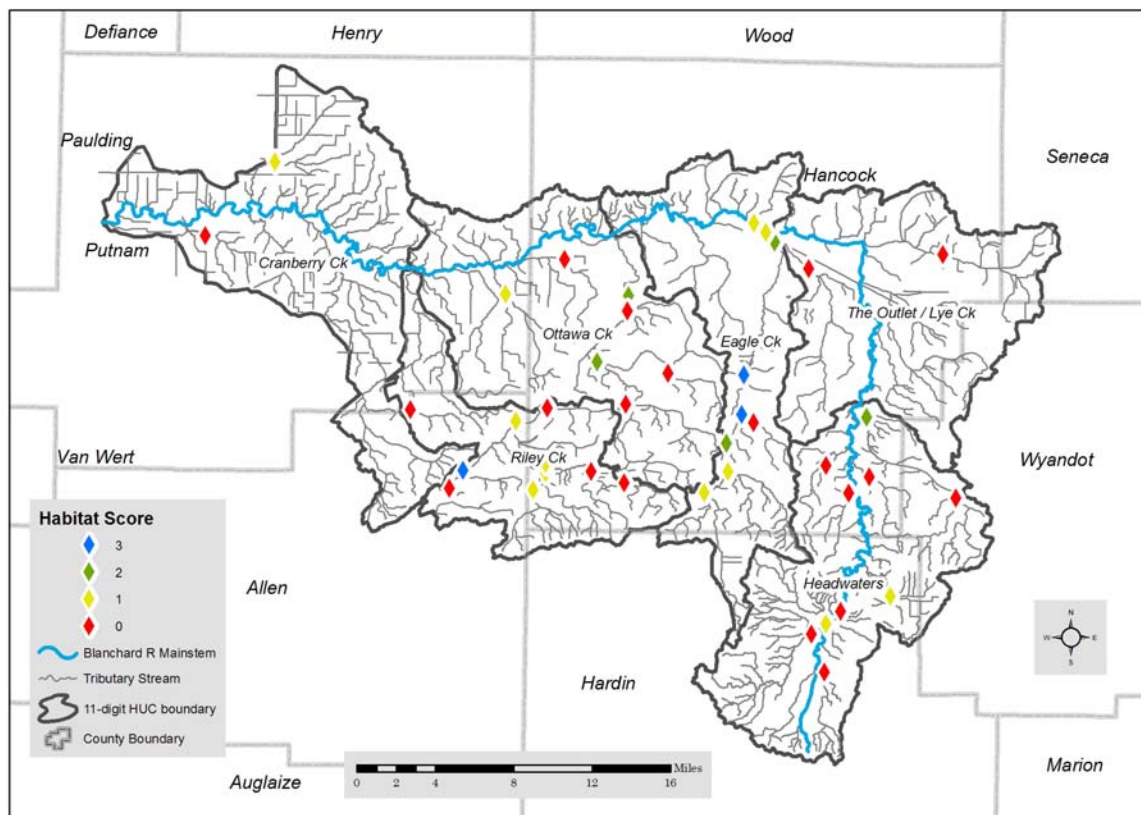 Defiance
Henry
Wood
Paulding
Seneca
Hancock
Putnam
Cranberry Ck
The Outlet / Lye Ck
Ottawa Ck
Eagle Ck
Van Wert
Riley Ck
Wyandot
Habitat Score
3
2
1
0
Blanchard R Mainstem
Tributary Stream
11-digit HUC boundary
County Boundary
Allen
Headwaters
N
W
E
S
Hardin
Miles
0 2 4 8 12 16
Auglaize
Marion